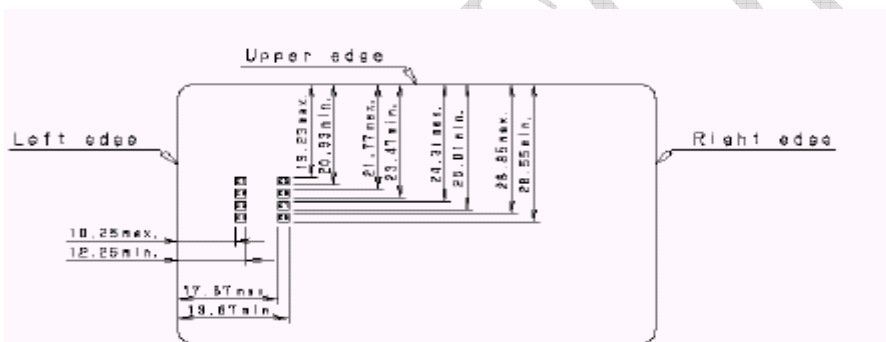 Upper edge
Left edge
Right edge
19.23max.
20.93min.
21.77max.
23.47min.
24.31max.
26.01min.
26.85max.
28.55min.
10.25max.
12.25min.
17.87max.
19.87min.